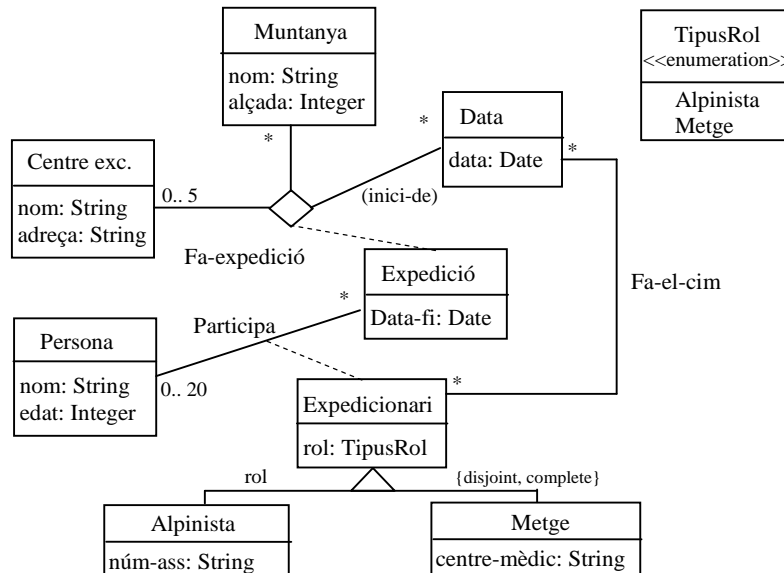 Muntanya
nom: String
alçada: Integer
*
TipusRol
<<enumeration>>
Alpinista
Metge
*
Data
data: Date
*
Centre exc.
nom: String
adreça: String
0.. 5
(inici-de)
Fa-expedició
Expedició
Data-fi: Date
*
Fa-el-cim
Participa
Persona
nom: String
edat: Integer
0.. 20
*
Expedicionari
rol: TipusRol
rol
{disjoint, complete}
Alpinista
núm-ass: String
Metge
centre-mèdic: String